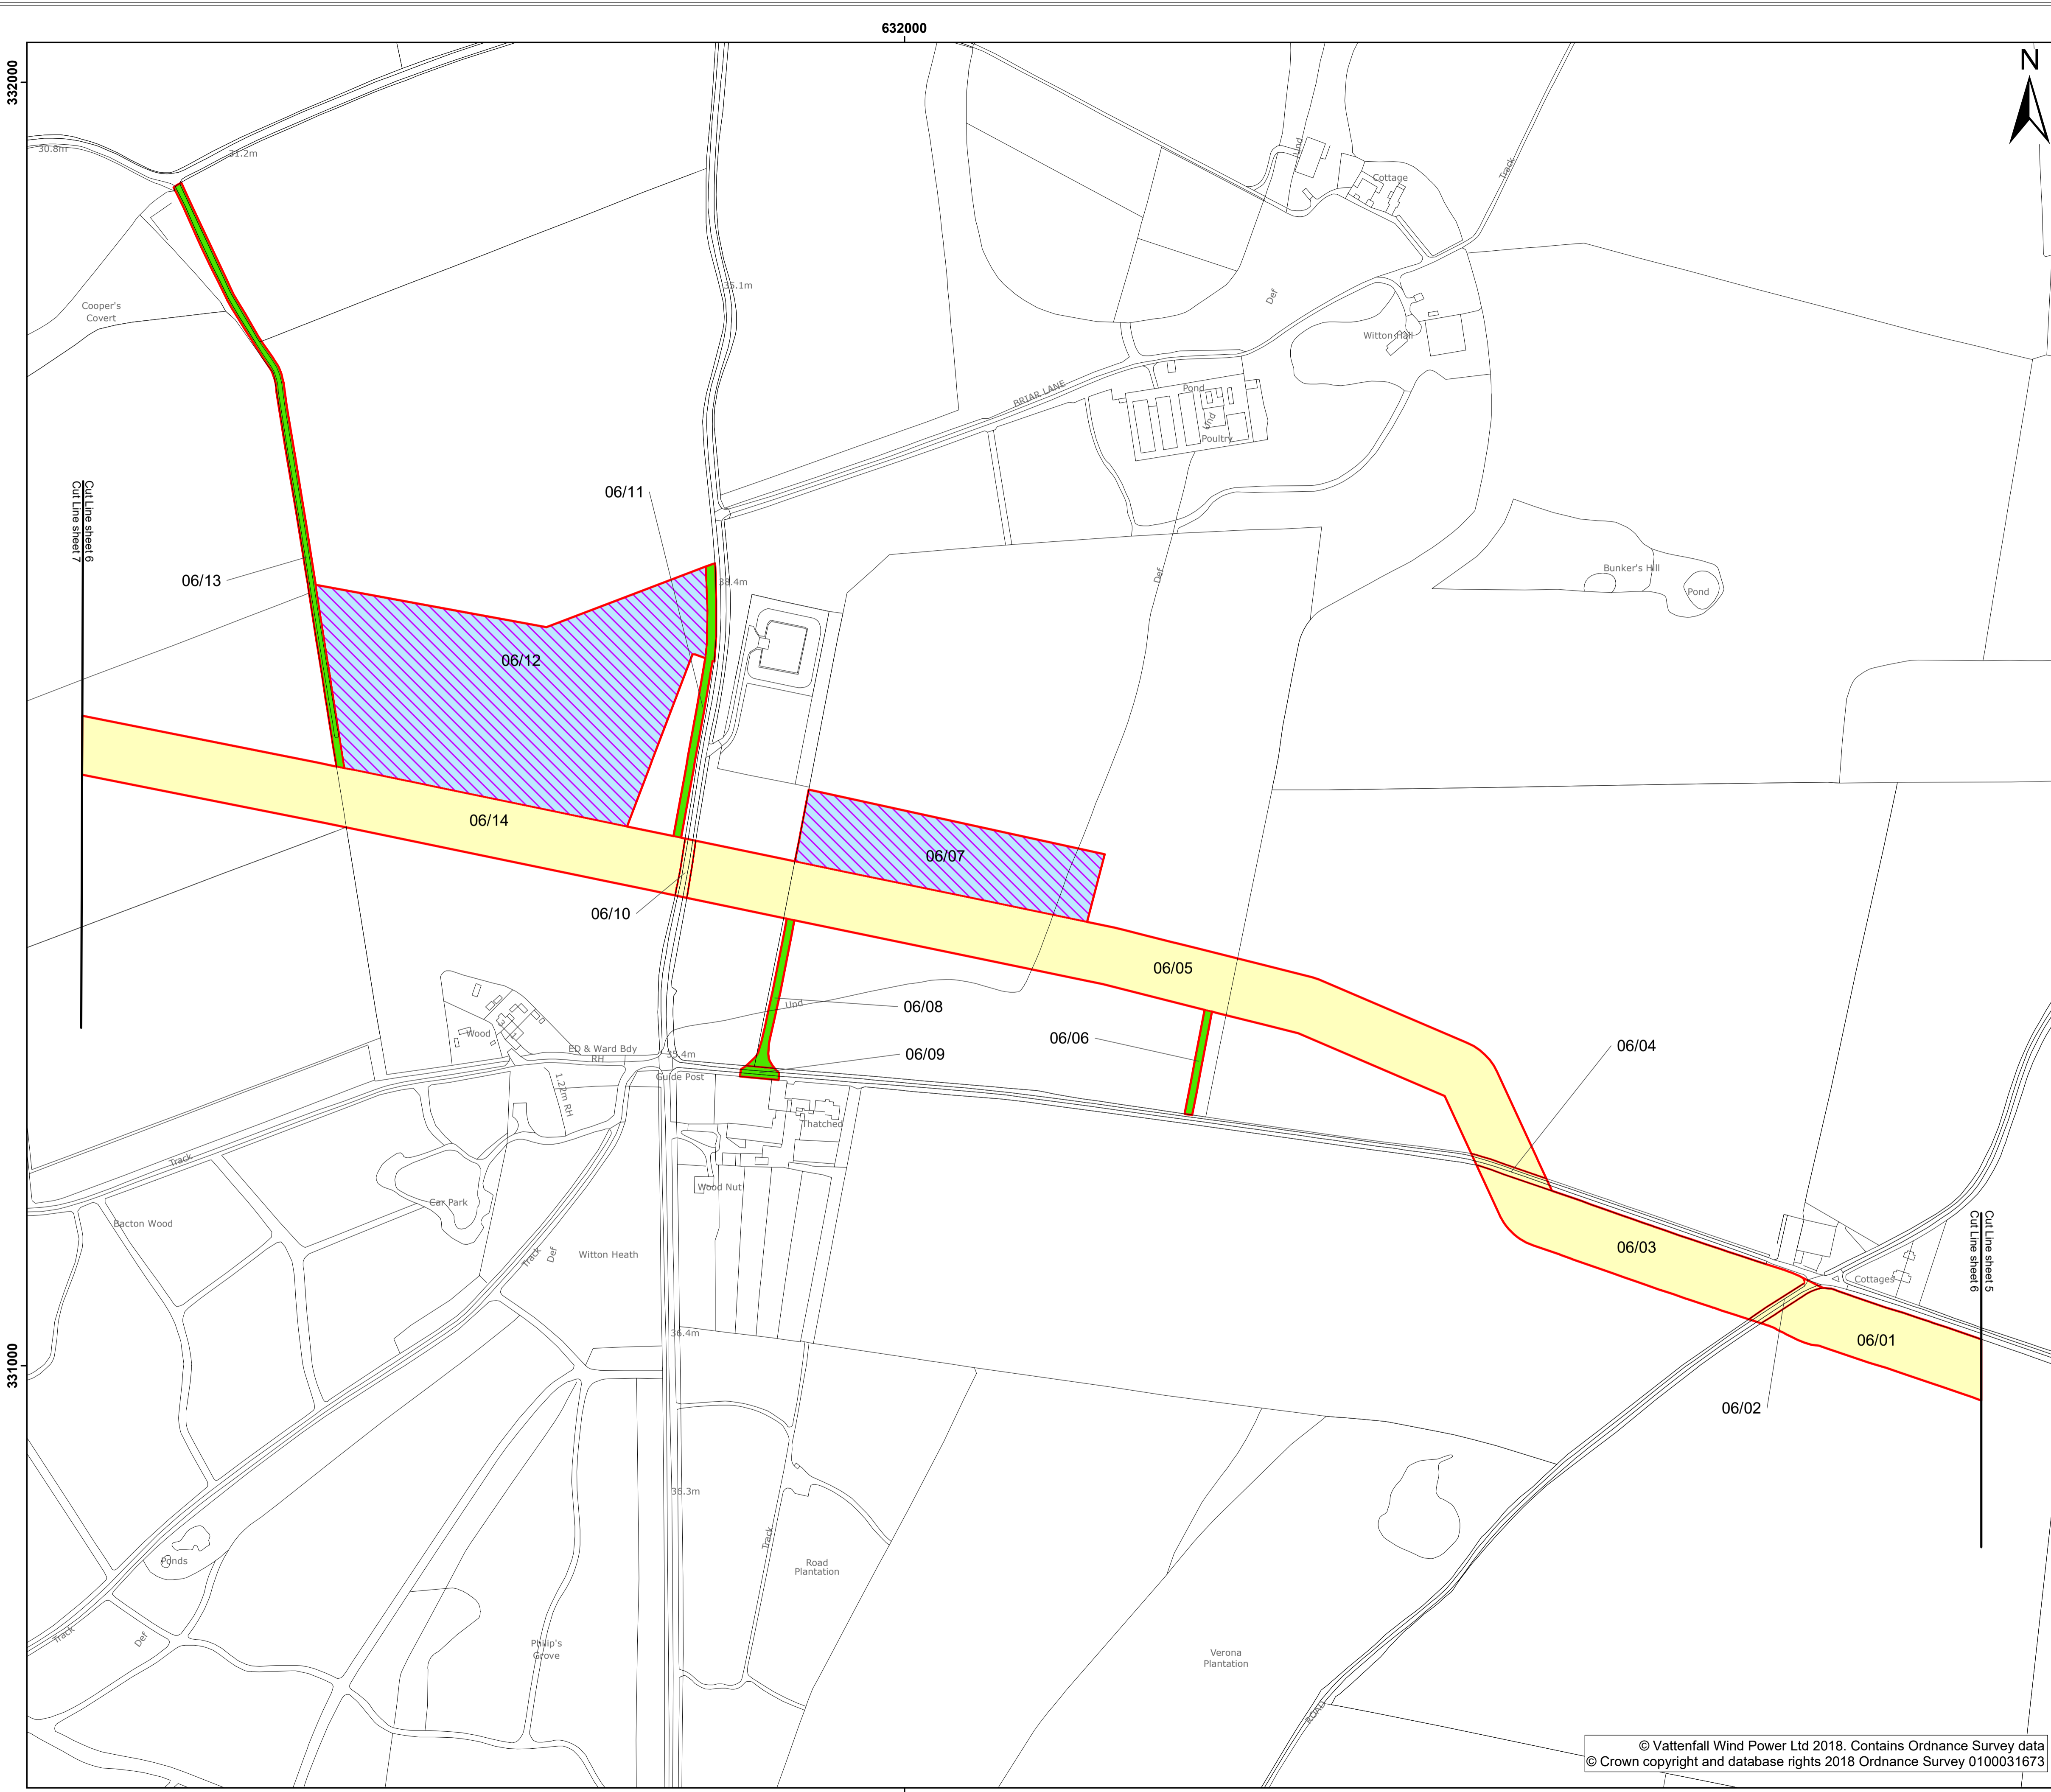 632000
332000
N
30.8m
31.2m
Und
Cottage
Track
Cooper's
Covert
35.1m
Def
Witton Hall
BRIAR LANE
Pond
Und
Poultry
Cut Line sheet 6
Cut Line sheet 7
06/11
06/13
38.4m
Def
Bunker's Hill
Pond
06/12
06/14
06/07
06/10
06/05
06/08
Und
Wood
06/06
06/04
ED & Ward Bdy
RH
35.4m
06/09
Guide Post
1.22m RH
Thatched
Track
Wood Nut
Car Park
Bacton Wood
Track
Def
Witton Heath
06/03
Cut Line sheet 5
Cut Line sheet 6
Cottages
331000
36.4m
06/01
06/02
36.3m
Track
Ponds
Road
Plantation
Track
Def
Philip's
Grove
Verona
Plantation
ROAD
© Vattenfall Wind Power Ltd 2018. Contains Ordnance Survey data
© Crown copyright and database rights 2018 Ordnance Survey 0100031673